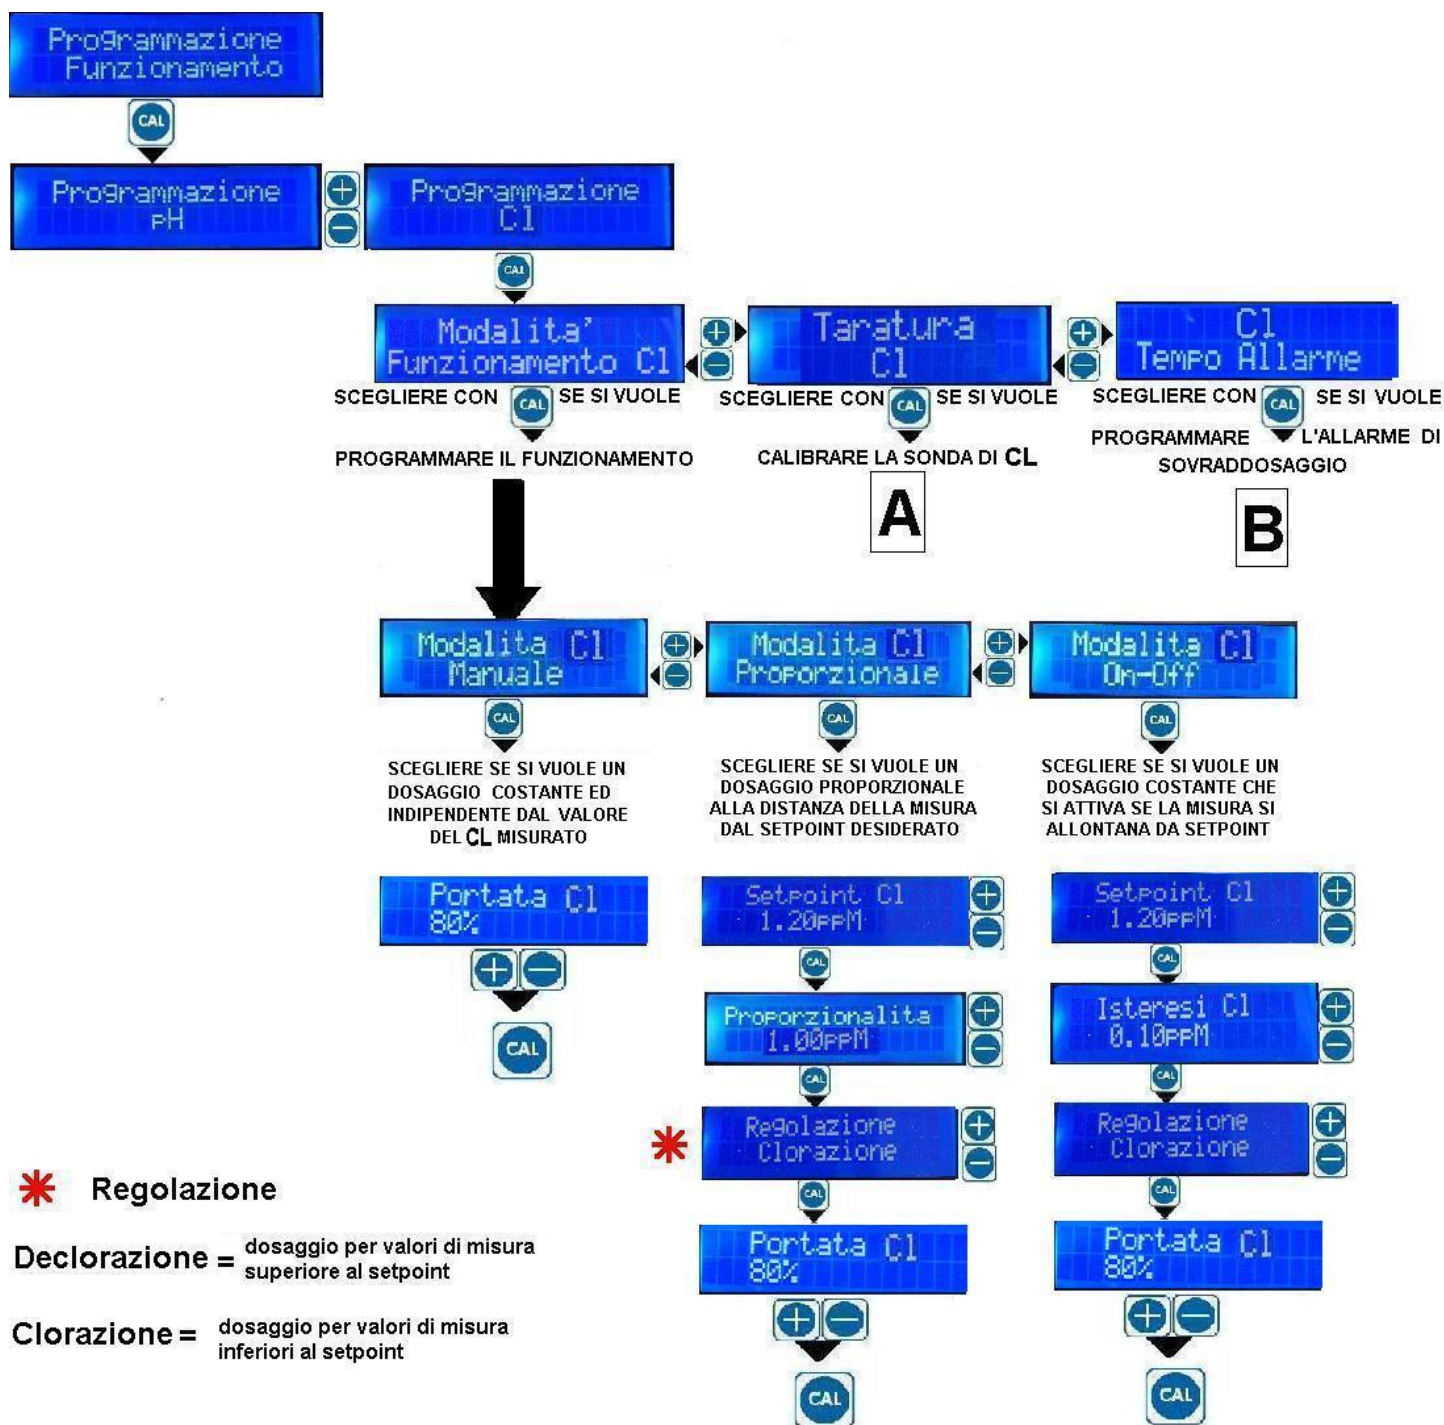 Programmazione
Funzionamento
CAL
Programmazione
pH
+
-
Programmazione
Cl
CAL
Modalita'
Funzionamento Cl
+
-
Taratura
Cl
+
-
Cl
Tempo Allarme
SCEGLIERE CON CAL SE SI VUOLE
PROGRAMMARE IL FUNZIONAMENTO
SCEGLIERE CON CAL SE SI VUOLE
CALIBRARE LA SONDA DI CL
A
SCEGLIERE CON CAL SE SI VUOLE
PROGRAMMARE L'ALLARME DI
SOVRADDOSAGGIO
B
Modalita Cl
Manuale
+
-
Modalita Cl
Proporzionale
+
-
Modalita Cl
On-Off
CAL
SCEGLIERE SE SI VUOLE UN
DOSAGGIO COSTANTE ED
INDIPENDENTE DAL VALORE
DEL CL MISURATO
Portata Cl
80%
+ -
CAL
CAL
SCEGLIERE SE SI VUOLE UN
DOSAGGIO PROPORZIONALE
ALLA DISTANZA DELLA MISURA
DAL SETPOINT DESIDERATO
Setpoint Cl
1.20ppM
+
-
CAL
Proporzionalita
1.00ppM
+
-
CAL
Regolazione
Clorazione
+
-
CAL
Portata Cl
80%
+ -
CAL
CAL
SCEGLIERE SE SI VUOLE UN
DOSAGGIO COSTANTE CHE
SI ATTIVA SE LA MISURA SI
ALLONTANA DA SETPOINT
Setpoint Cl
1.20ppM
+
-
CAL
Isteresi Cl
0.10ppM
+
-
CAL
Regolazione
Clorazione
+
-
CAL
Portata Cl
80%
+ -
CAL
Regolazione
Declorazione = dosaggio per valori di misura
superiore al setpoint
Clorazione = dosaggio per valori di misura
inferiori al setpoint